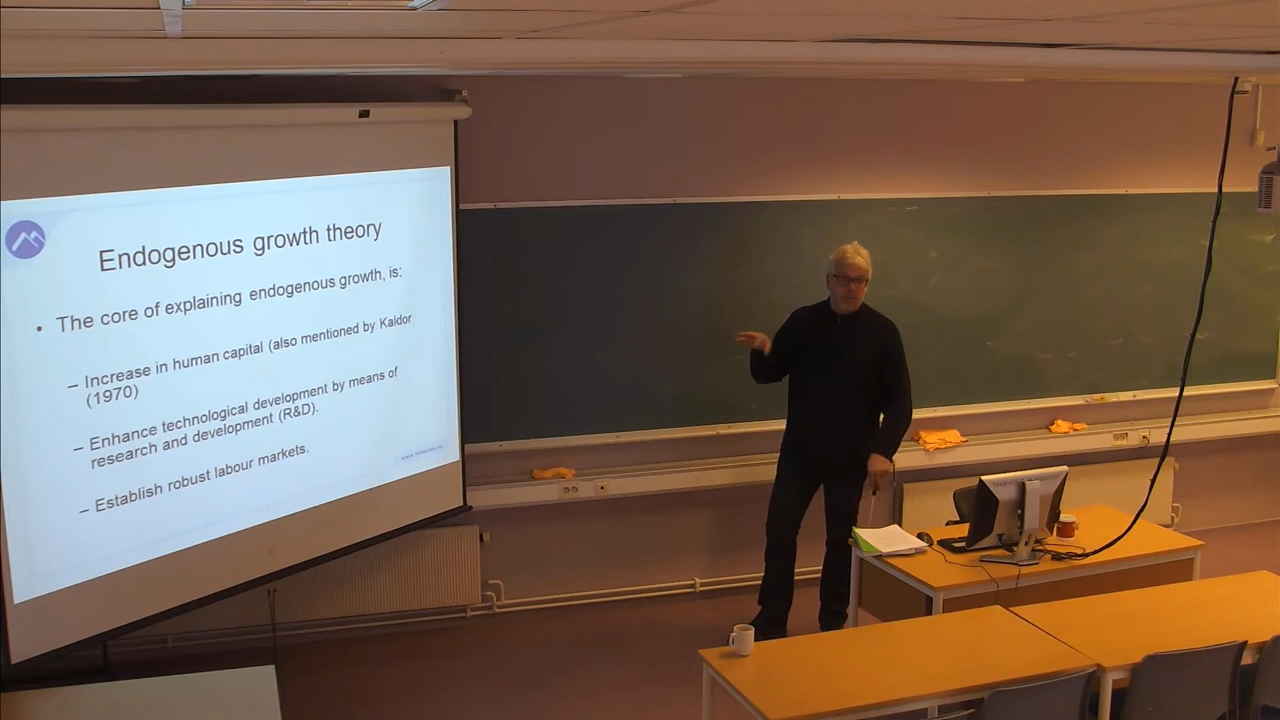 Endogenous growth theory
• The core of explaining endogenous growth, is:
– Increase in human capital (also mentioned by Kaldor
(1970)
– Enhance technological development by means of
research and development (R&D).
– Establish robust labour markets.